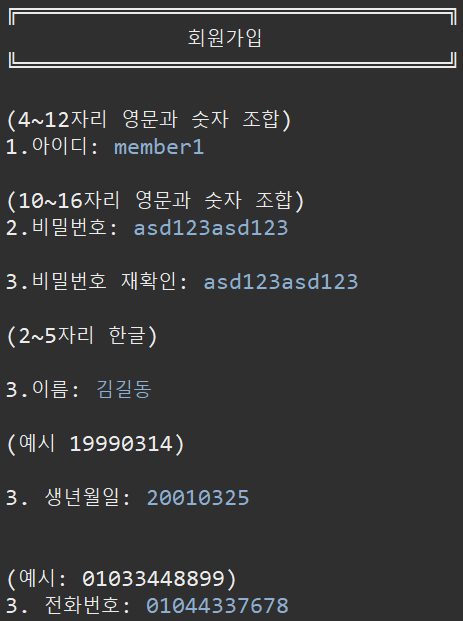 회원가입
(4~12자리 영문과 숫자 조합)
1.아이디: member1
(10~16자리 영문과 숫자 조합)
2.비밀번호: asd123asd123
3.비밀번호 재확인: asd123asd123
(2~5자리 한글)
3.이름: 김길동
(예시 19990314)
3. 생년월일: 20010325
(예시: 01033448899)
3. 전화번호: 01044337678